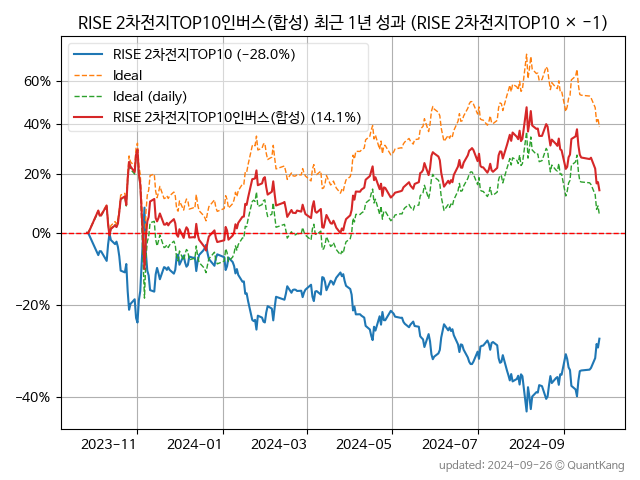 RISE 2차전지TOP10인버스(합성) 최근 1년 성과 (RISE 2차전지TOP10 × -1)
RISE 2차전지TOP10 (-28.0%)
Ideal
Ideal (daily)
RISE 2차전지TOP10인버스(합성) (14.1%)
60%
40%
20%
0%
-20%
-40%
2023-11
2024-01
2024-03
2024-05
2024-07
2024-09
updated: 2024-09-26 © QuantKang